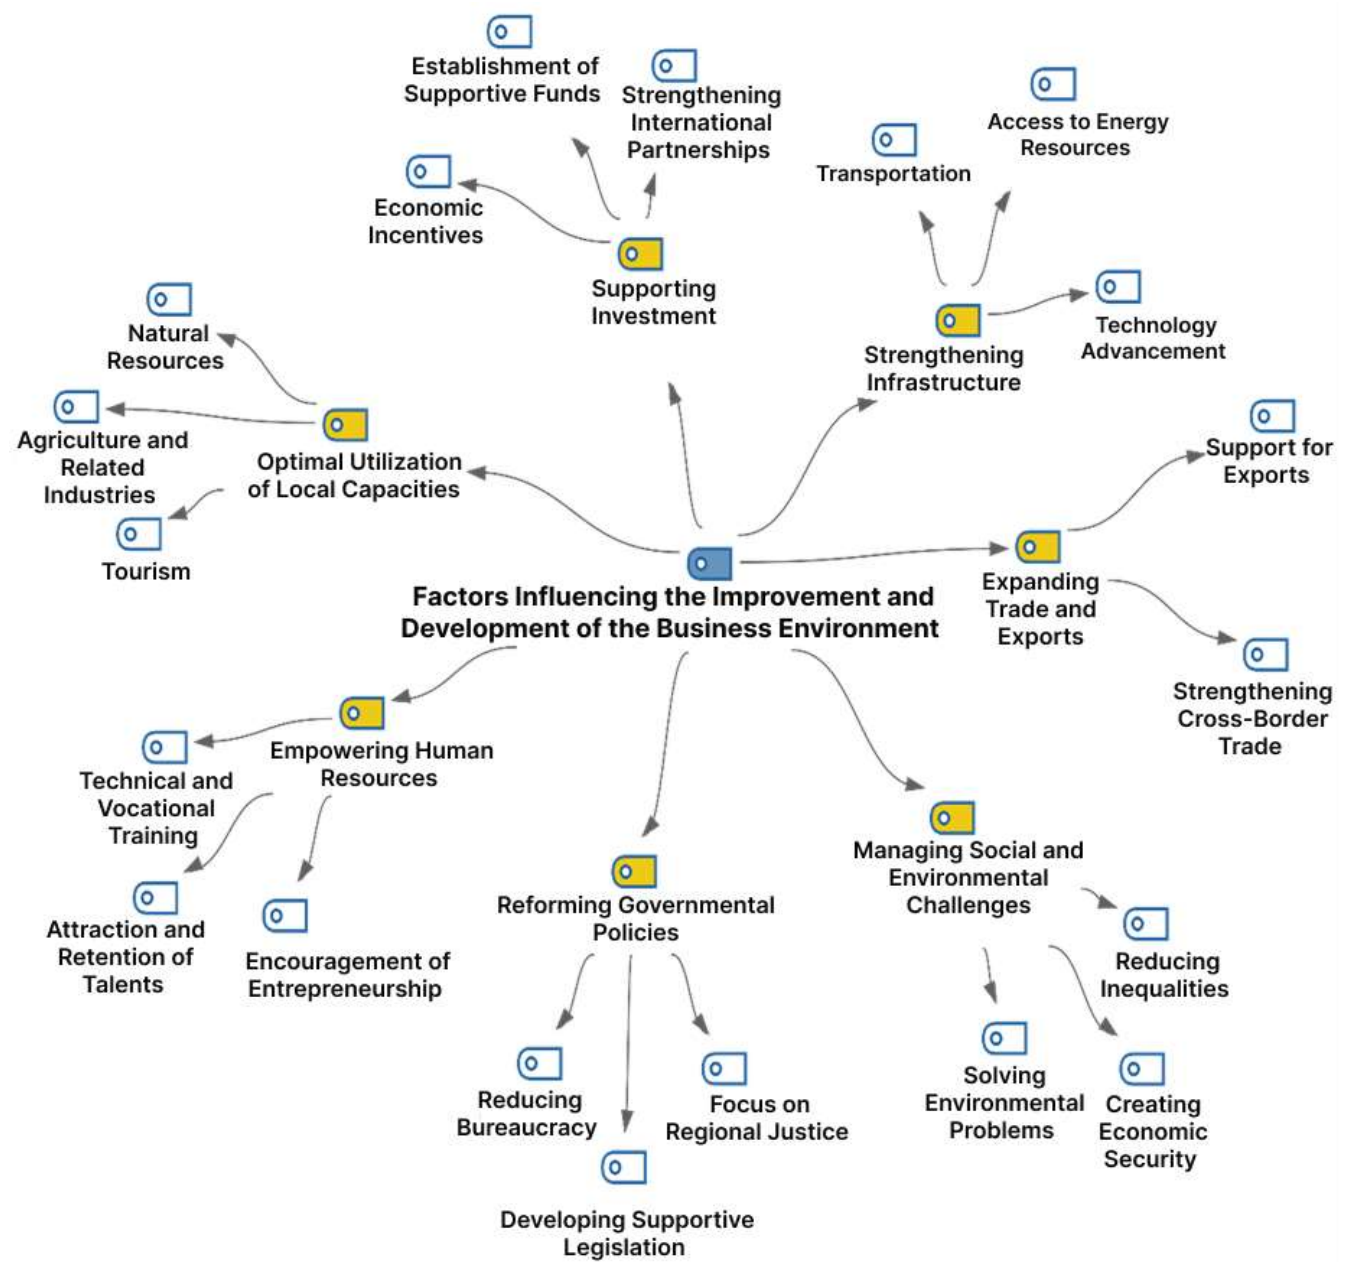 Establishment of
Supportive Funds
Strengthening
International
Partnerships
Economic
Incentives
Supporting
Investment
Access to Energy
Resources
Transportation
Technology
Advancement
Strengthening
Infrastructure
Natural
Resources
Agriculture and
Related
Industries
Tourism
Optimal Utilization
of Local Capacities
Support for
Exports
Expanding
Trade and
Exports
Strengthening
Cross-Border
Trade
Factors Influencing the Improvement and
Development of the Business Environment
Empowering Human
Resources
Technical and
Vocational
Training
Attraction and
Retention of
Talents
Encouragement of
Entrepreneurship
Reforming Governmental
Policies
Reducing
Bureaucracy
Focus on
Regional Justice
Developing Supportive
Legislation
Managing Social and
Environmental
Challenges
Reducing
Inequalities
Solving
Environmental
Problems
Creating
Economic
Security